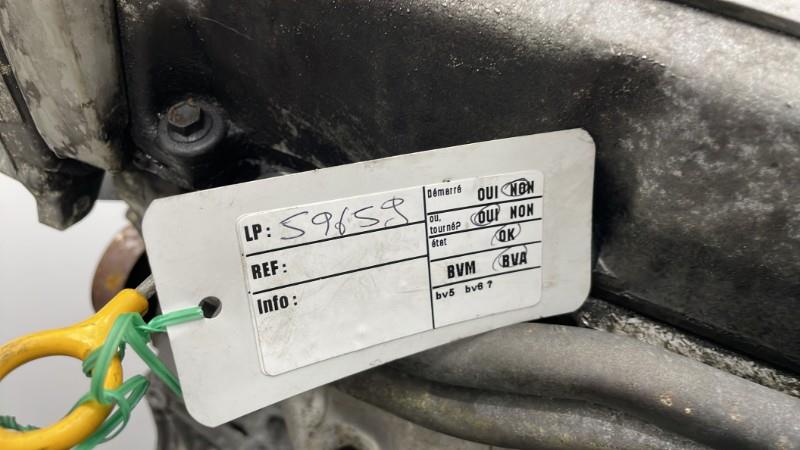 LP: 59659
REF:
Info:
Démarré OUI NON
ou, tourné? OUI NON
état OK
BVM BVA
bv5 bv6 ?